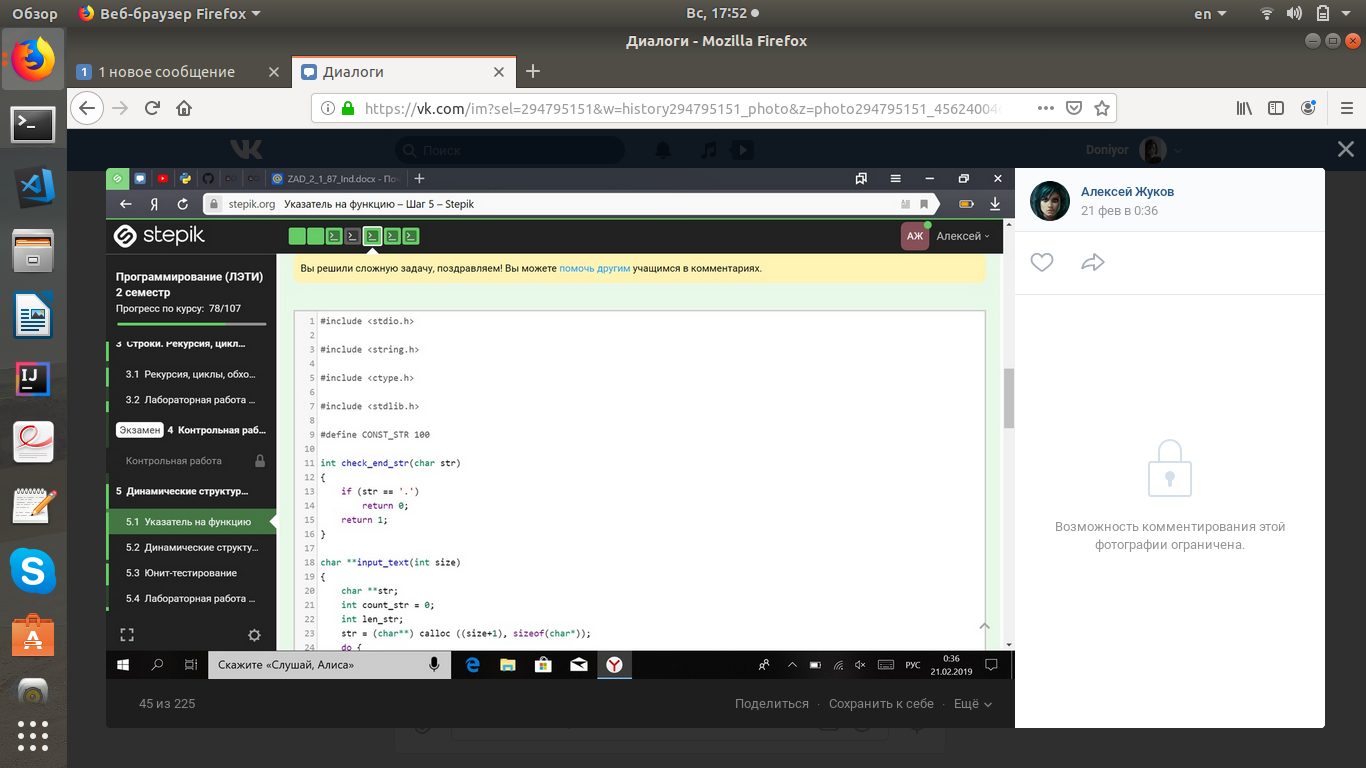 Обзор
Веб-браузер Firefox
Вс, 17:52
en
Диалоги - Mozilla Firefox
1 новое сообщение
Диалоги
https://vk.com/im?sel=294795151&w=history294795151_photo&z=photo294795151_45624004
Поиск
Doniyor
ZAD_2_1_87_Ind.docx - По
stepik.org Указатель на функцию – Шаг 5 – Stepik
stepik
АЖ
Алексей
Программирование (ЛЭТИ)
2 семестр
Прогресс по курсу: 78/107
3 Строки. Рекурсия, цикл...
3.1 Рекурсия, циклы, обхо...
3.2 Лабораторная работа ...
Экзамен 4 Контрольная раб...
Контрольная работа
5 Динамические структур...
5.1 Указатель на функцию
5.2 Динамические структу...
5.3 Юнит-тестирование
5.4 Лабораторная работа ...
Вы решили сложную задачу, поздравляем! Вы можете помочь другим учащимся в комментариях.
1 #include <stdio.h>
2
3 #include <string.h>
4
5 #include <ctype.h>
6
7 #include <stdlib.h>
8
9 #define CONST_STR 100
10
11 int check_end_str(char str)
12 {
13 if (str == '.')
14 return 0;
15 return 1;
16 }
17
18 char **input_text(int size)
19 {
20 char **str;
21 int count_str = 0;
22 int len_str;
23 str = (char**) calloc ((size+1), sizeof(char*));
24 do {
Скажите «Слушай, Алиса»
РУС
0:36
21.02.2019
45 из 225
Поделиться · Сохранить к себе · Ещё
Алексей Жуков
21 фев в 0:36
Возможность комментирования этой
фотографии ограничена.